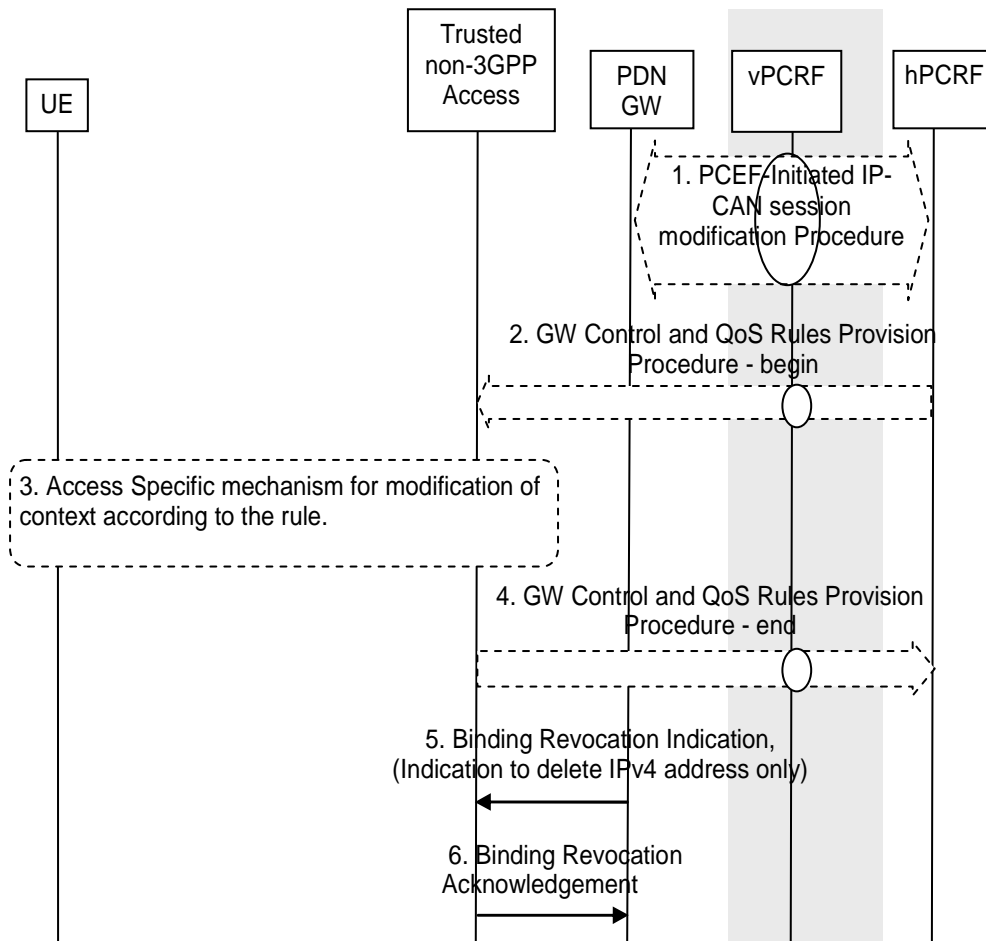 UE
Trusted
non-3GPP
Access
PDN
GW
vPCRF
hPCRF
1. PCEF-Initiated IP-
CAN session
modification Procedure
2. GW Control and QoS Rules Provision
Procedure - begin
3. Access Specific mechanism for modification of
context according to the rule.
4. GW Control and QoS Rules Provision
Procedure - end
5. Binding Revocation Indication,
(Indication to delete IPv4 address only)
6. Binding Revocation
Acknowledgement